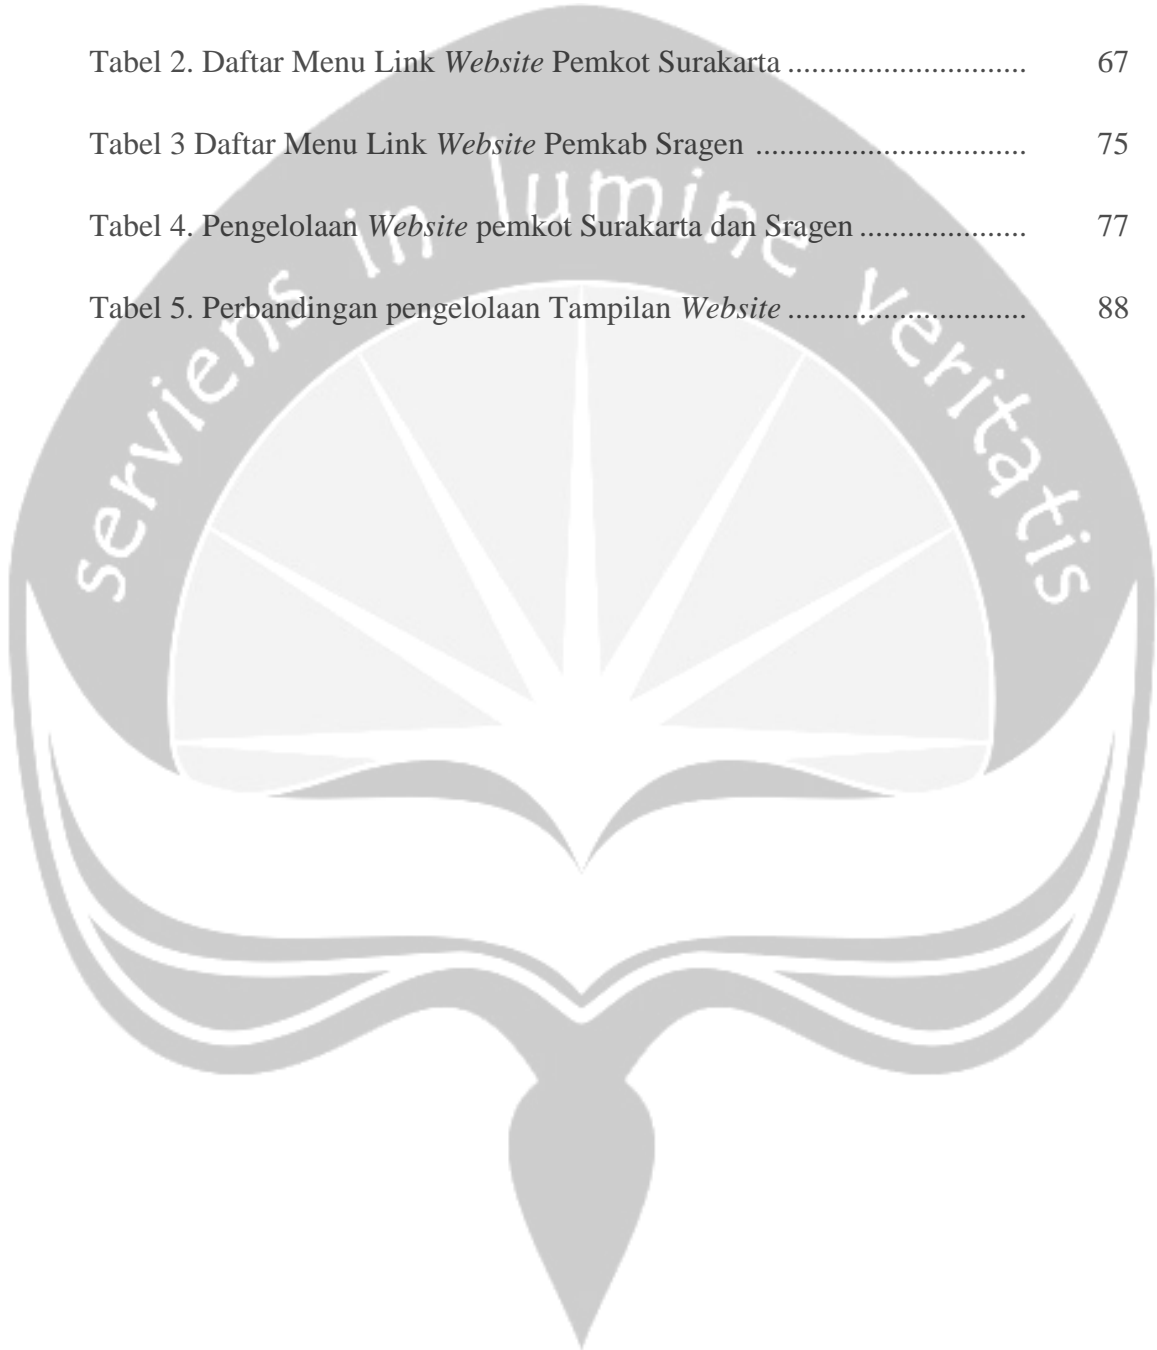 Tabel 2. Daftar Menu Link Website Pemkot Surakarta ............................. 67
Tabel 3 Daftar Menu Link Website Pemkab Sragen ................................. 75
Tabel 4. Pengelolaan Website pemkot Surakarta dan Sragen .................... 77
Tabel 5. Perbandingan pengelolaan Tampilan Website ............................. 88
serviens in lumine veritatis